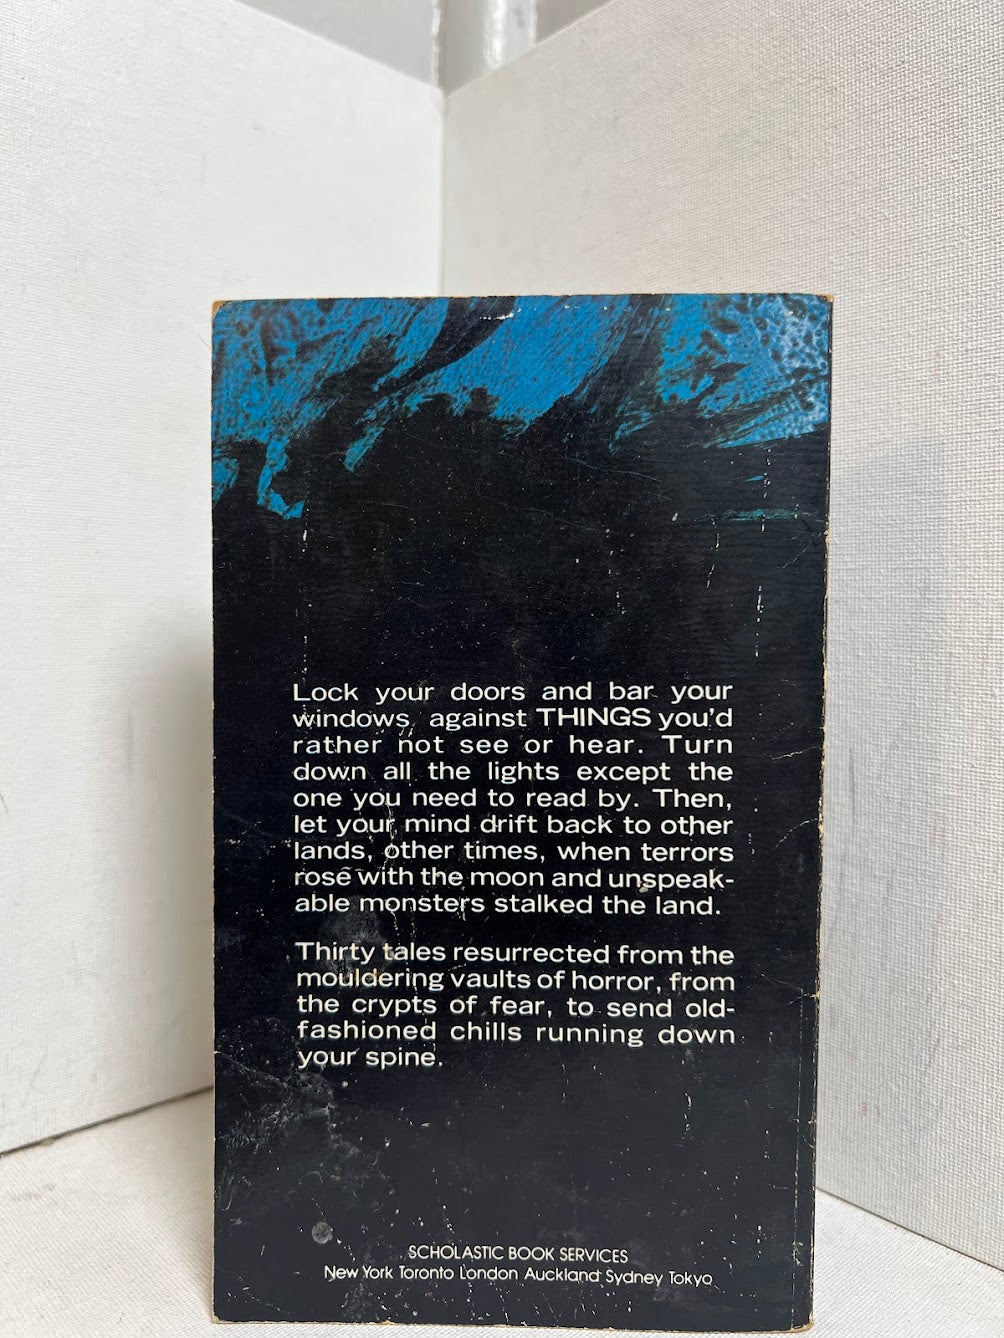 Lock your doors and bar your
windows against THINGS you'd
rather not see or hear. Turn
down all the lights except the
one you need to read by. Then,
let your mind drift back to other
lands, other times, when terrors
rose with the moon and unspeak-
able monsters stalked the land.
Thirty tales resurrected from the
mouldering vaults of horror, from
the crypts of fear, to send old-
fashioned chills running down
your spine.
SCHOLASTIC BOOK SERVICES
New York Toronto London Auckland Sydney Tokyo